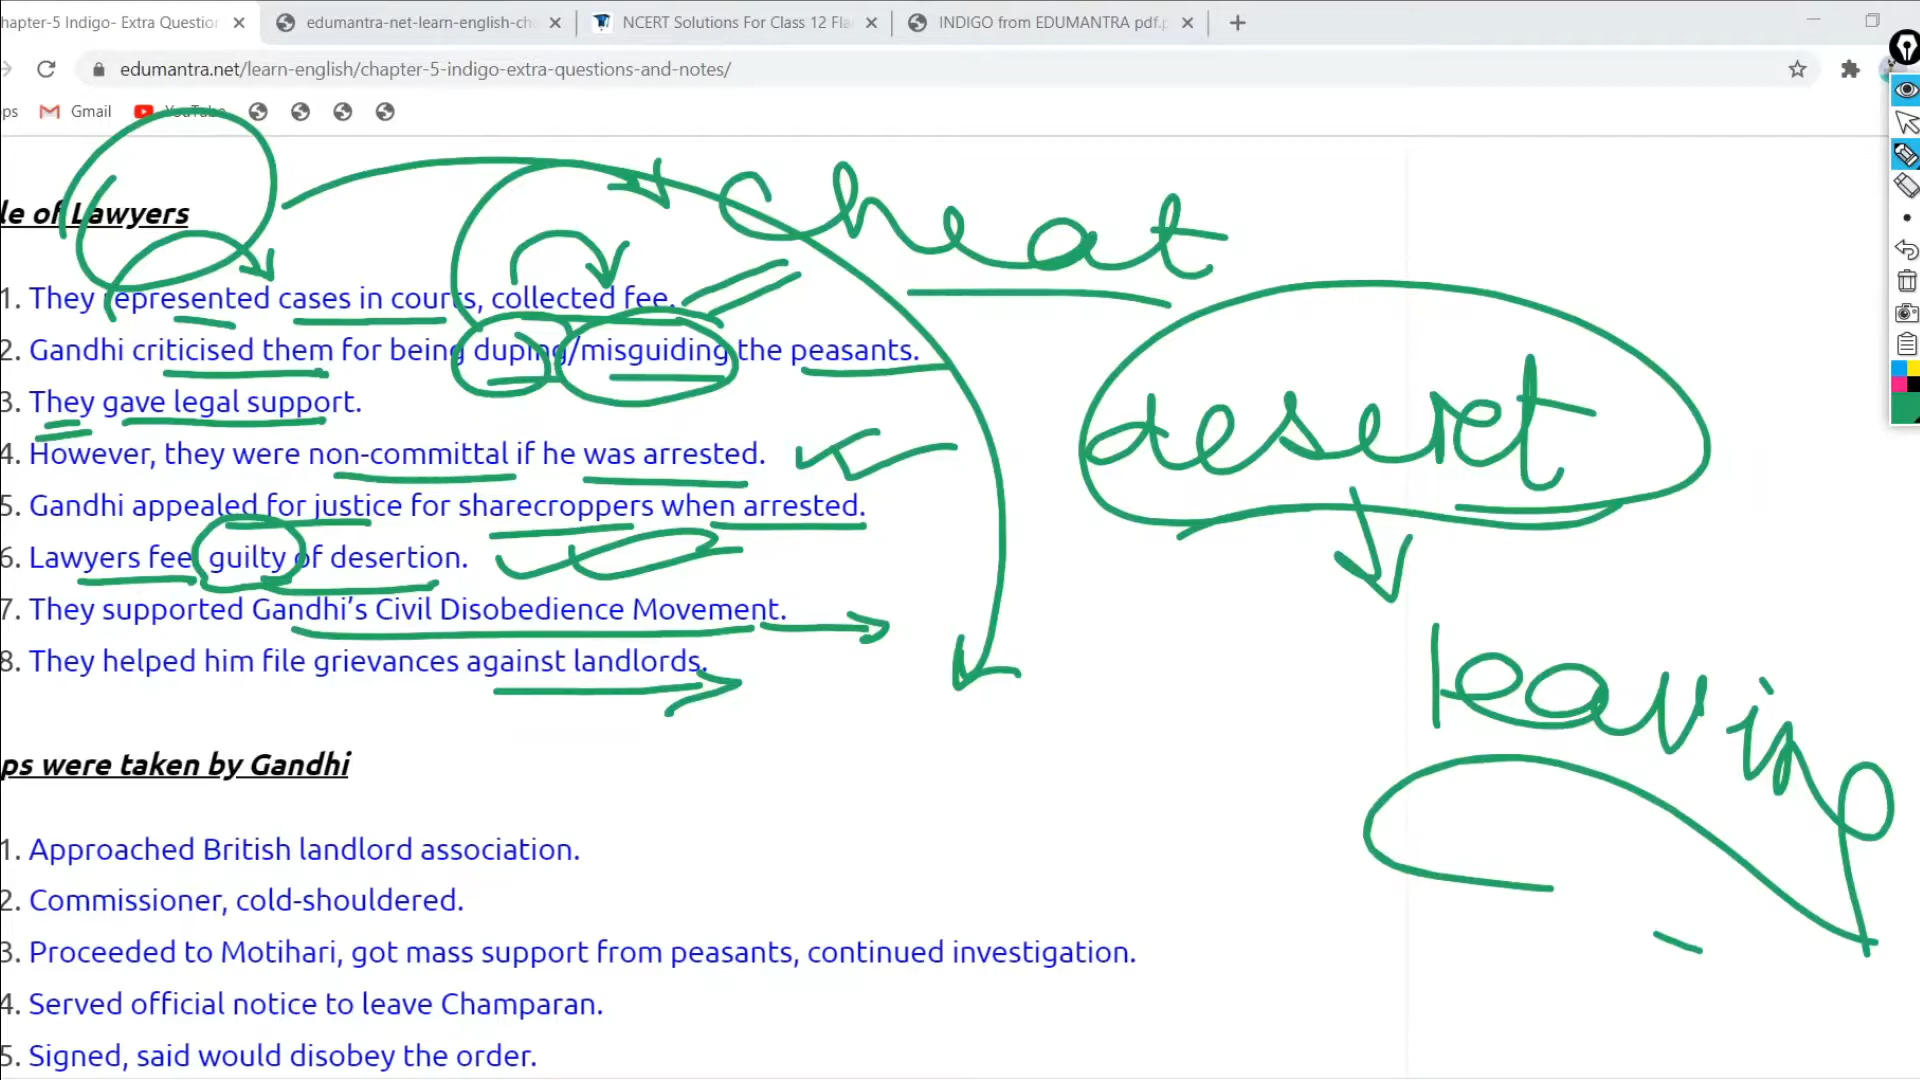 hapter-5 Indigo- Extra Question
edumantra-net-learn-english-ch
NCERT Solutions For Class 12 Fla
INDIGO from EDUMANTRA pdf.p
edumantra.net/learn-english/chapter-5-indigo-extra-questions-and-notes/
ps Gmail YouTube
cheat
le of Lawyers
1. They represented cases in courts, collected fee.
2. Gandhi criticised them for being duping/misguiding the peasants.
desert
3. They gave legal support.
4. However, they were non-committal if he was arrested.
5. Gandhi appealed for justice for sharecroppers when arrested.
6. Lawyers fee guilty of desertion.
7. They supported Gandhi’s Civil Disobedience Movement.
8. They helped him file grievances against landlords.
leaving
ps were taken by Gandhi
1. Approached British landlord association.
2. Commissioner, cold-shouldered.
3. Proceeded to Motihari, got mass support from peasants, continued investigation.
4. Served official notice to leave Champaran.
5. Signed, said would disobey the order.